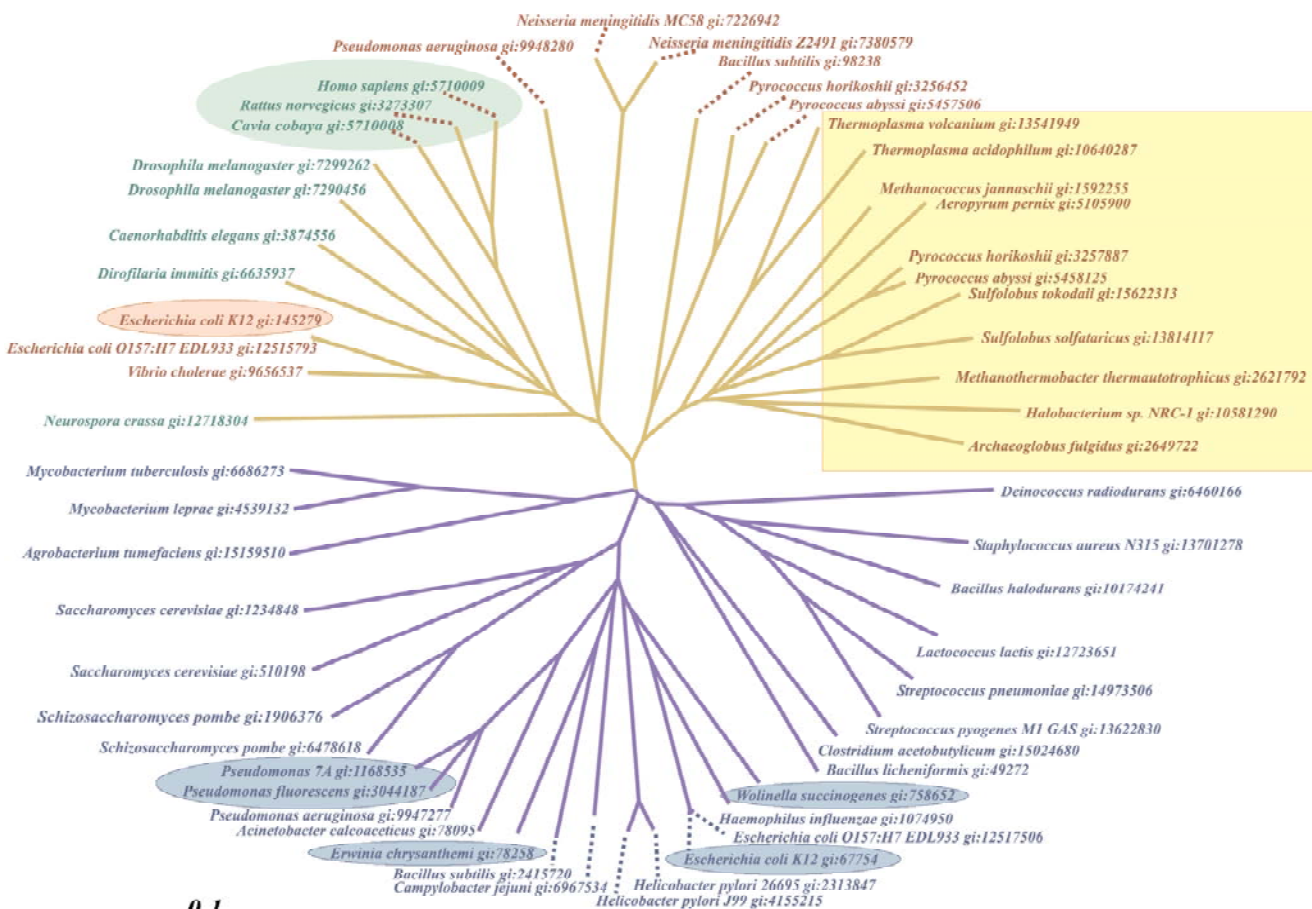 Neisseria meningitidis MC58 gi:7226942
Neisseria meningitidis Z2491 gi:7380579
Pseudomonas aeruginosa gi:9948280
Bacillus subtilis gi:98238
Homo sapiens gi:5710009
Pyrococcus horikoshii gi:3256452
Rattus norvegicus gi:3273307
Pyrococcus abyssi gi:5457506
Cavia cobaya gi:5710008
Thermoplasma volcanium gi:13541949
Thermoplasma acidophilum gi:10640287
Drosophila melanogaster gi:7299262
Drosophila melanogaster gi:7290456
Methanococcus jannaschii gi:1592255
Aeropyrum pernix gi:5105900
Caenorhabditis elegans gi:3874556
Pyrococcus horikoshii gi:3257887
Dirofilaria immitis gi:6635937
Pyrococcus abyssi gi:5458125
Sulfolobus tokodaii gi:15622313
Escherichia coli K12 gi:145279
Sulfolobus solfataricus gi:13814117
Escherichia coli O157:H7 EDL933 gi:12515793
Vibrio cholerae gi:9656537
Methanothermobacter thermautotrophicus gi:2621792
Halobacterium sp. NRC-1 gi:10581290
Neurospora crassa gi:12718304
Archaeoglobus fulgidus gi:2649722
Mycobacterium tuberculosis gi:6686273
Deinococcus radiodurans gi:6460166
Mycobacterium leprae gi:4539132
Staphylococcus aureus N315 gi:13701278
Agrobacterium tumefaciens gi:15159510
Bacillus halodurans gi:10174241
Saccharomyces cerevisiae gi:1234848
Lactococcus lactis gi:12723651
Saccharomyces cerevisiae gi:510198
Streptococcus pneumoniae gi:14973506
Schizosaccharomyces pombe gi:1906376
Streptococcus pyogenes M1 GAS gi:13622830
Schizosaccharomyces pombe gi:6478618
Clostridium acetobutylicum gi:15024680
Pseudomonas 7A gi:1168535
Bacillus licheniformis gi:49272
Pseudomonas fluorescens gi:3044187
Wolinella succinogenes gi:758652
Pseudomonas aeruginosa gi:9947277
Haemophilus influenzae gi:1074950
Acinetobacter calcoaceticus gi:78095
Escherichia coli O157:H7 EDL933 gi:12517506
Erwinia chrysanthemi gi:78258
Escherichia coli K12 gi:67754
Bacillus subtilis gi:2415720
Campylobacter jejuni gi:6967534
Helicobacter pylori 26695 gi:2313847
Helicobacter pylori J99 gi:4155215
0.1